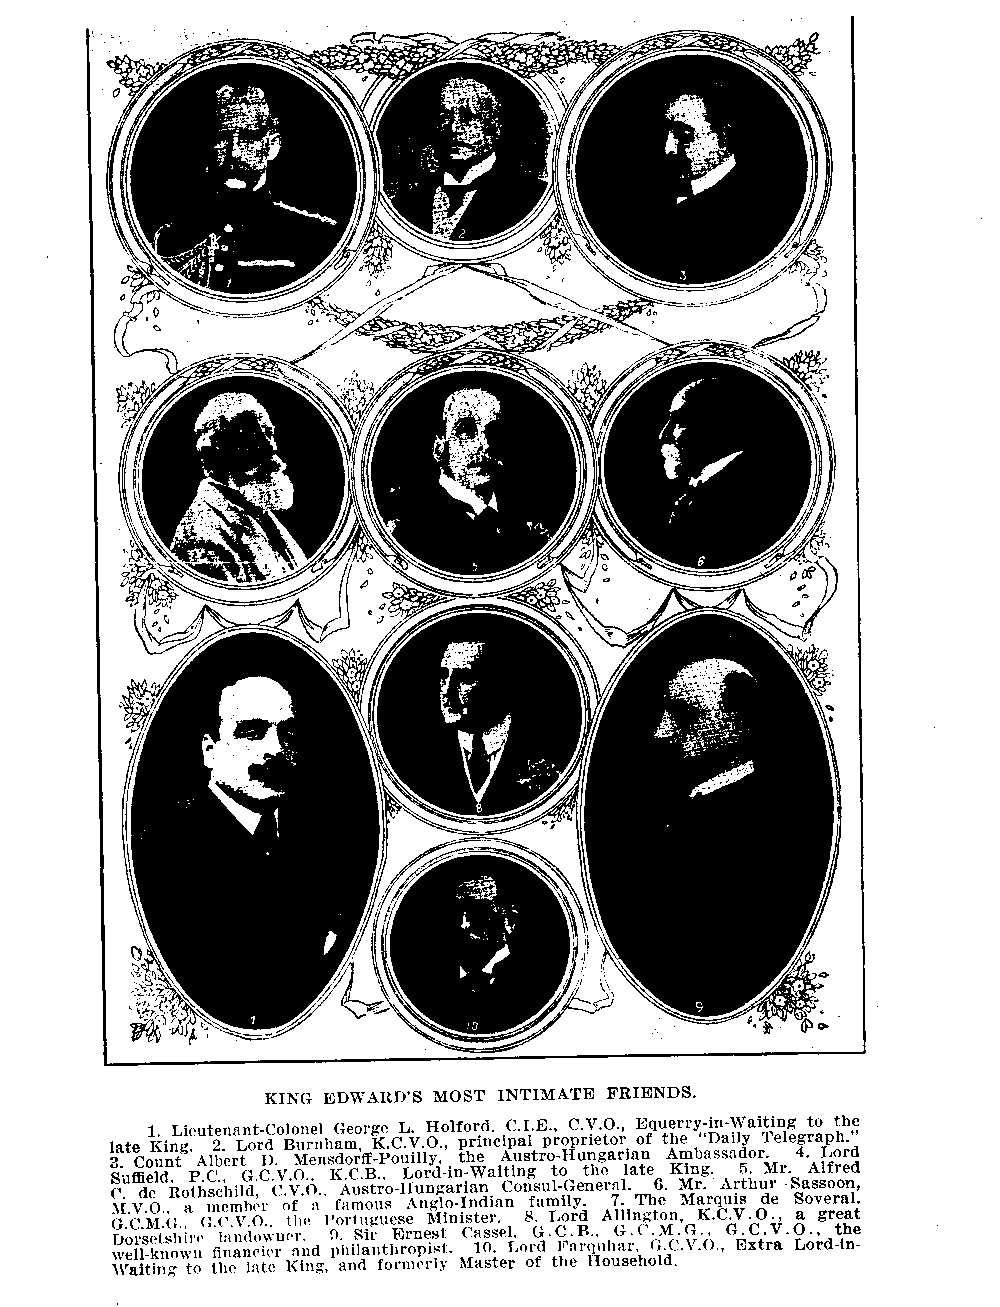 1
2
3
5
6
7
8
9
10
KING EDWARD'S MOST INTIMATE FRIENDS.
1. Lieutenant-Colonel George L. Holford, C.I.E., C.V.O., Equerry-in-Waiting to the
late King. 2. Lord Burnham, K.C.V.O., principal proprietor of the "Daily Telegraph."
3. Count Albert D. Mensdorff-Pouilly, the Austro-Hungarian Ambassador. 4. Lord
Suffield, P.C., G.C.V.O., K.C.B., Lord-in-Waiting to the late King. 5. Mr. Alfred
C. de Rothschild, C.V.O., Austro-Hungarian Consul-General. 6. Mr. Arthur Sassoon,
M.V.O., a member of a famous Anglo-Indian family. 7. The Marquis de Soveral,
G.C.M.G., G.C.V.O., the Portuguese Minister. 8. Lord Allington, K.C.V.O., a great
Dorsetshire landowner. 9. Sir Ernest Cassel, G.C.B., G.C.M.G., G.C.V.O., the
well-known financier and philanthropist. 10. Lord Farquhar, G.C.V.O., Extra Lord-in-
Waiting to the late King, and formerly Master of the Household.